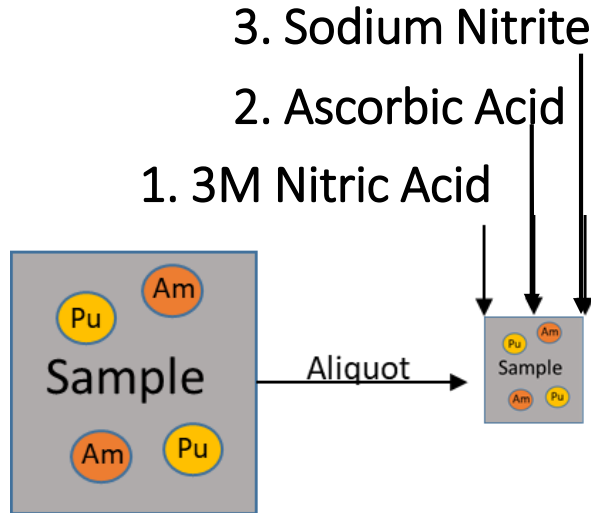 3. Sodium Nitrite
2. Ascorbic Acid
1. 3M Nitric Acid
Am
Pu
Sample
Am
Pu
Aliquot
Am
Pu
Sample
Am
Pu